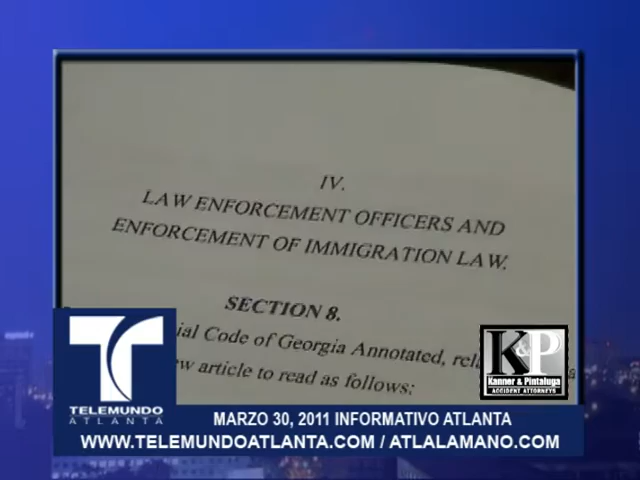 IV.
LAW ENFORCEMENT OFFICERS AND
ENFORCEMENT OF IMMIGRATION LAW.
SECTION 8.
Code of Georgia Annotated,
article to read as follows:
T
TELEMUNDO
ATLANTA
K&P
Kanner & Pintaluga
ACCIDENT ATTORNEYS
MARZO 30, 2011 INFORMATIVO ATLANTA
WWW.TELEMUNDOATLANTA.COM / ATLALAMANO.COM